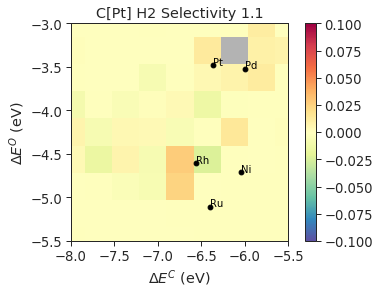 C[Pt] H2 Selectivity 1.1
−3.0
−3.5
−4.0
−4.5
−5.0
−5.5
ΔE^O (eV)
Pt
Pd
Rh
Ni
Ru
−8.0 −7.5 −7.0 −6.5 −6.0 −5.5
ΔE^C (eV)
0.100
0.075
0.050
0.025
0.000
−0.025
−0.050
−0.075
−0.100